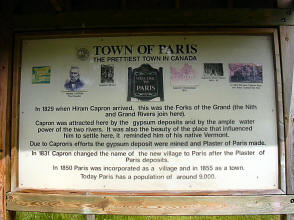 TOWN OF PARIS
THE PRETTIEST TOWN IN CANADA
WELCOME TO
PARIS
In 1829 when Hiram Capron arrived, this was the Forks of the Grand (the Nith
and Grand Rivers join here).
Capron was attracted here by the gypsum deposits and by the ample water
power of the two rivers. It was also the beauty of the place that influenced
him to settle here, it reminded him of his native Vermont.
Due to Capron's efforts the gypsum deposit were mined and Plaster of Paris made.
In 1831 Capron changed the name of the new village to Paris after the Plaster of
Paris deposits.
In 1850 Paris was incorporated as a village and in 1855 as a town.
Today Paris has a population of around 9,000.